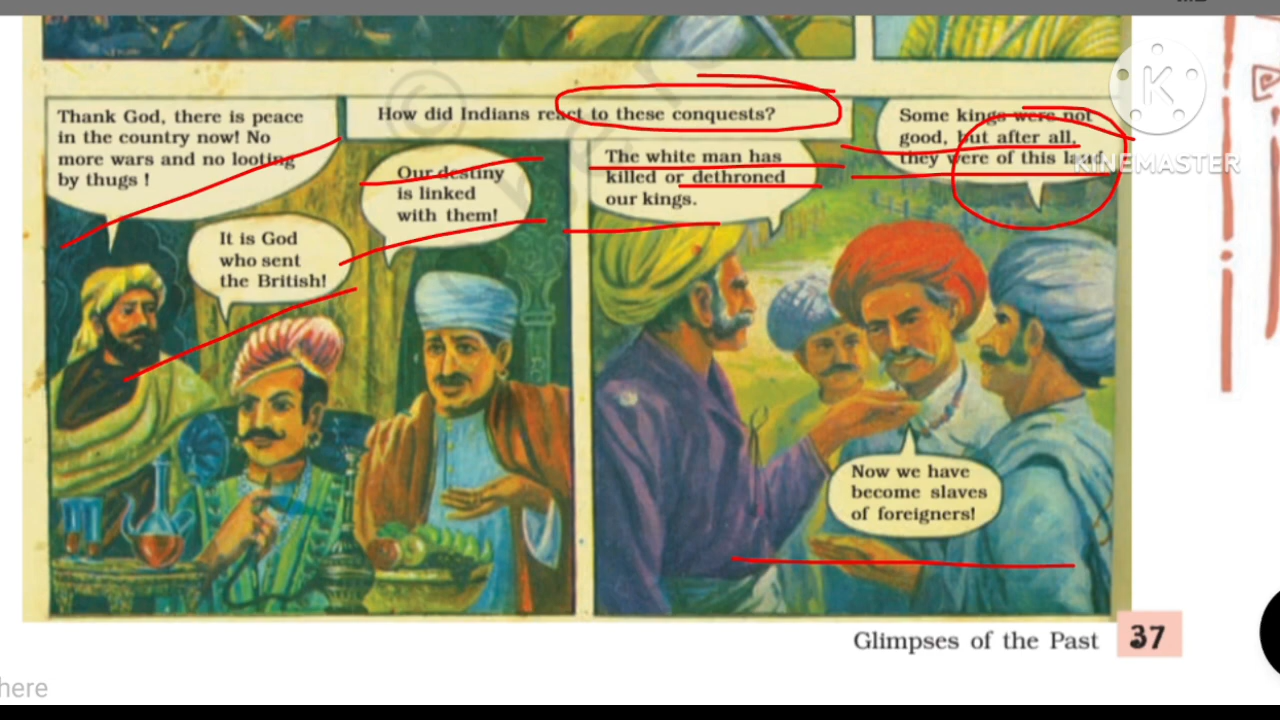 Thank God, there is peace
in the country now! No
more wars and no looting
by thugs !
How did Indians react to these conquests?
It is God
who sent
the British!
Our destiny
is linked
with them!
The white man has
killed or dethroned
our kings.
Some kings were not
good, but after all,
they were of this land.
Now we have
become slaves
of foreigners!
K
KINEMASTER
Glimpses of the Past 37
here